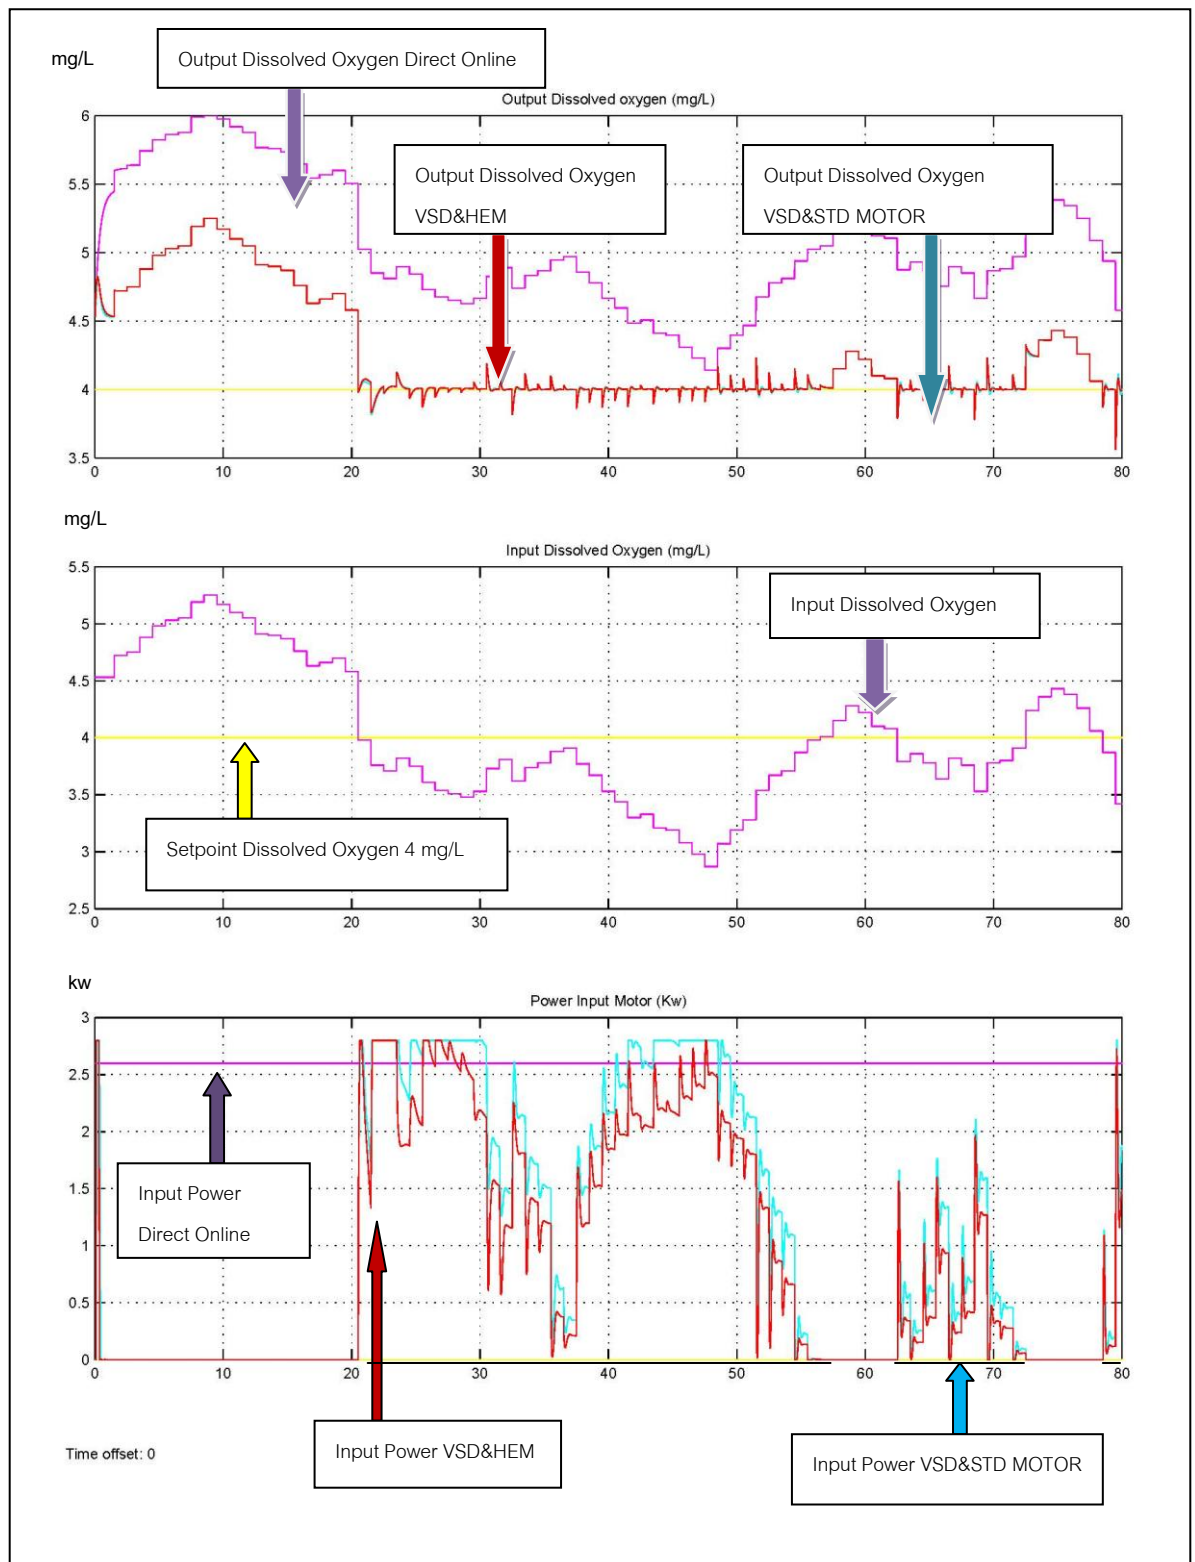 mg/L
Output Dissolved Oxygen Direct Online
Output Dissolved oxygen (mg/L)
Output Dissolved Oxygen
VSD&HEM
Output Dissolved Oxygen
VSD&STD MOTOR
6
5.5
5
4.5
4
3.5
0 10 20 30 40 50 60 70 80
mg/L
Input Dissolved Oxygen (mg/L)
Input Dissolved Oxygen
5.5
5
4.5
4
3.5
3
2.5
Setpoint Dissolved Oxygen 4 mg/L
0 10 20 30 40 50 60 70 80
kw
Power Input Motor (Kw)
3
2.5
2
1.5
1
0.5
0
Input Power
Direct Online
0 10 20 30 40 50 60 70 80
Time offset: 0
Input Power VSD&HEM
Input Power VSD&STD MOTOR